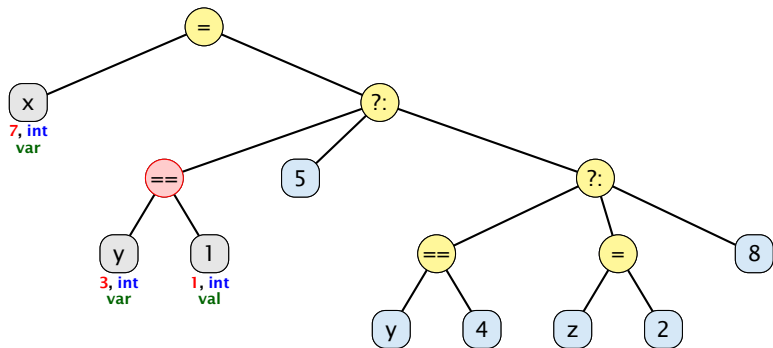 =
x
7, int
var
?:
==
5
?:
y
3, int
var
1
1, int
val
==
=
8
y
4
z
2